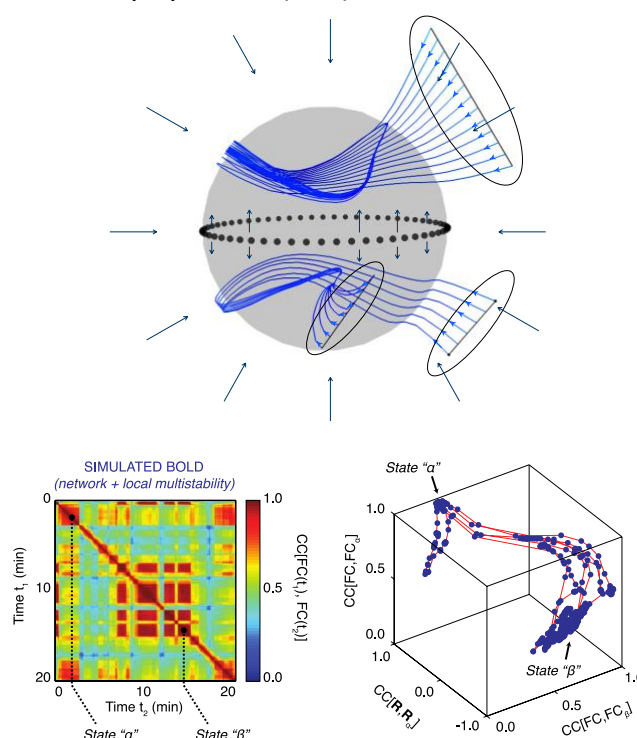 SIMULATED BOLD
(network + local multistability)
0
10
20
Time t1 (min)
0
10
20
Time t2 (min)
1.0
0.5
0.0
CC[FC(t1), FC(t2)]
State "α"
State "β"
State "α"
1.0
0.5
0.0
CC[FC,FCα]
1.0
0.0
-1.0
CC[R,Rα]
0.0
0.5
1.0
CC[FC,FCβ]
State "β"